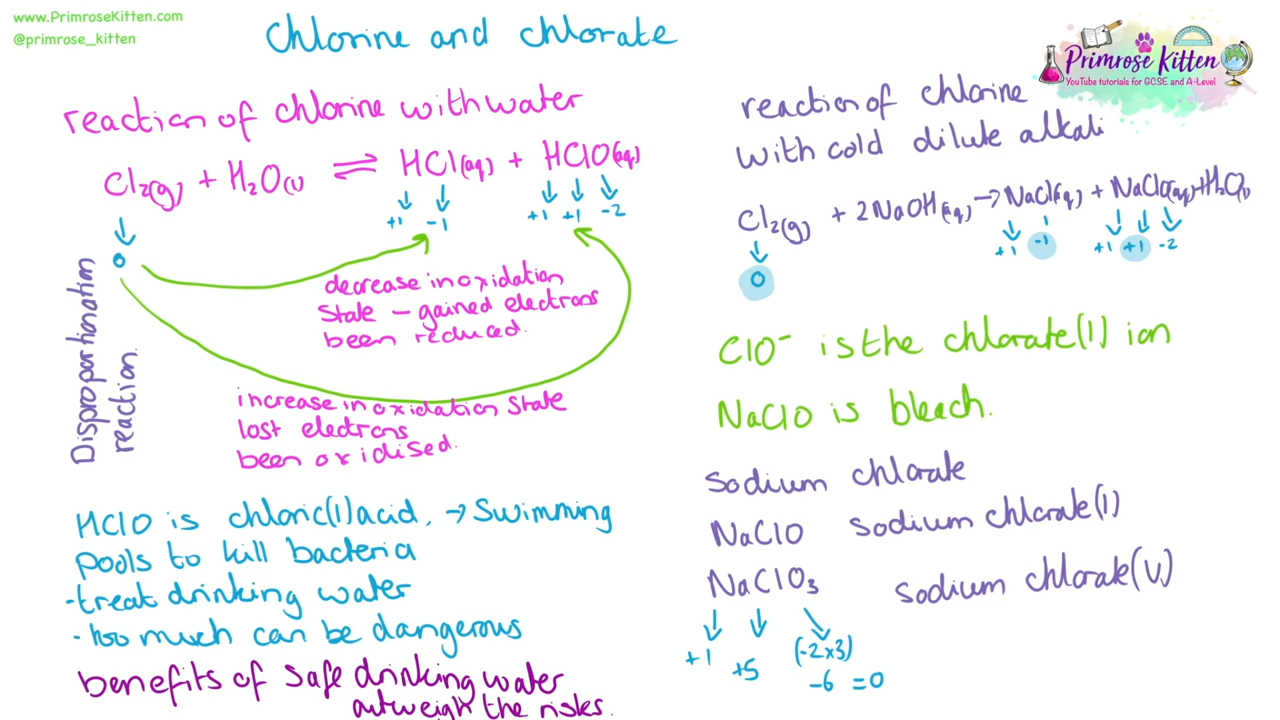 www.PrimroseKitten.com
@primrose_kitten
Chlorine and chlorate
Primrose Kitten
YouTube tutorials for GCSE and A-Level
reaction of chlorine with water
Cl₂(g) + H₂O(l) ⇌ HCl(aq) + HClO(aq)
+1 -1 +1 +1 -2
0
Disproportionation
reaction.
decrease in oxidation
state - gained electrons
been reduced.
increase in oxidation state
lost electrons
been oxidised.
HClO is chloric(I) acid, → Swimming
pools to kill bacteria
- treat drinking water
- too much can be dangerous
benefits of safe drinking water
outweigh the risks.
reaction of chlorine
with cold dilute alkali
Cl₂(g) + 2NaOH(aq) → NaCl(aq) + NaClO(aq) + H₂O(l)
+1 -1 +1 +1 -2
0
ClO⁻ is the chlorate(I) ion
NaClO is bleach.
Sodium chlorate
NaClO sodium chlorate(I)
NaClO₃ sodium chlorate(V)
+1 +5 (-2x3)
-6 = 0